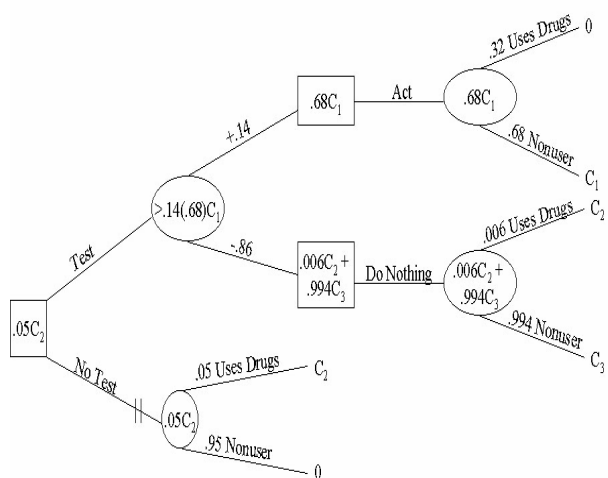 .32 Uses Drugs
0
.68C₁
Act
.68C₁
+.14
.68 Nonuser
C₁
>.14(.68)C₁
C₂
.006 Uses Drugs
Test
-.86
.006C₂ +
.994C₃
Do Nothing
.006C₂ +
.994C₃
.05C₂
.994 Nonuser
C₃
No Test
.05 Uses Drugs
C₂
.05C₂
.95 Nonuser
0